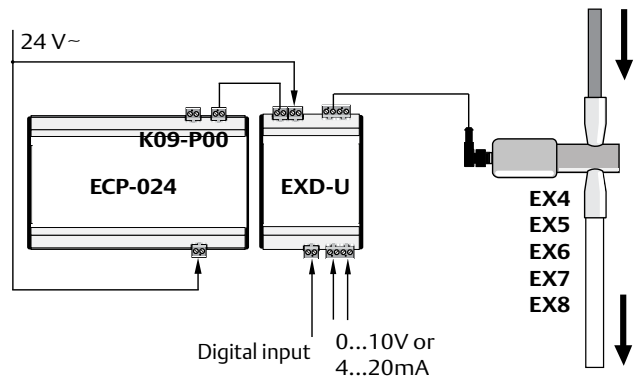 24 V~
K09-P00
ECP-024
EXD-U
EX4
EX5
EX6
EX7
EX8
Digital input
0...10V or
4...20mA